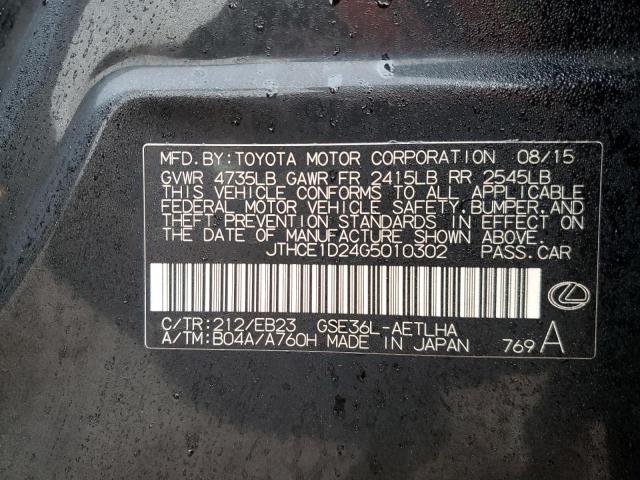 MFD.BY:TOYOTA MOTOR CORPORATION 08/15
GVWR 4735LB GAWR FR 2415LB RR 2545LB
THIS VEHICLE CONFORMS TO ALL APPLICABLE
FEDERAL MOTOR VEHICLE SAFETY,BUMPER,AND
THEFT PREVENTION STANDARDS IN EFFECT ON
THE DATE OF MANUFACTURE SHOWN ABOVE.
JTHCE1D24G5010302 PASS.CAR
C/TR:212/EB23 GSE36L-AETLHA
A/TM:B04A/A760H MADE IN JAPAN 769 A